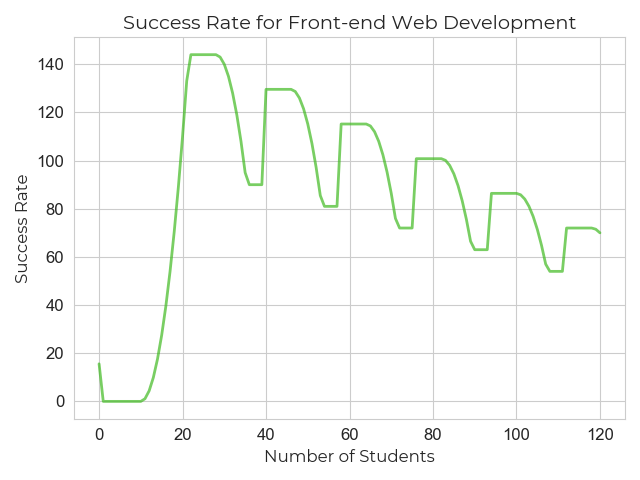 Success Rate for Front-end Web Development
Success Rate
140
120
100
80
60
40
20
0
0 20 40 60 80 100 120
Number of Students